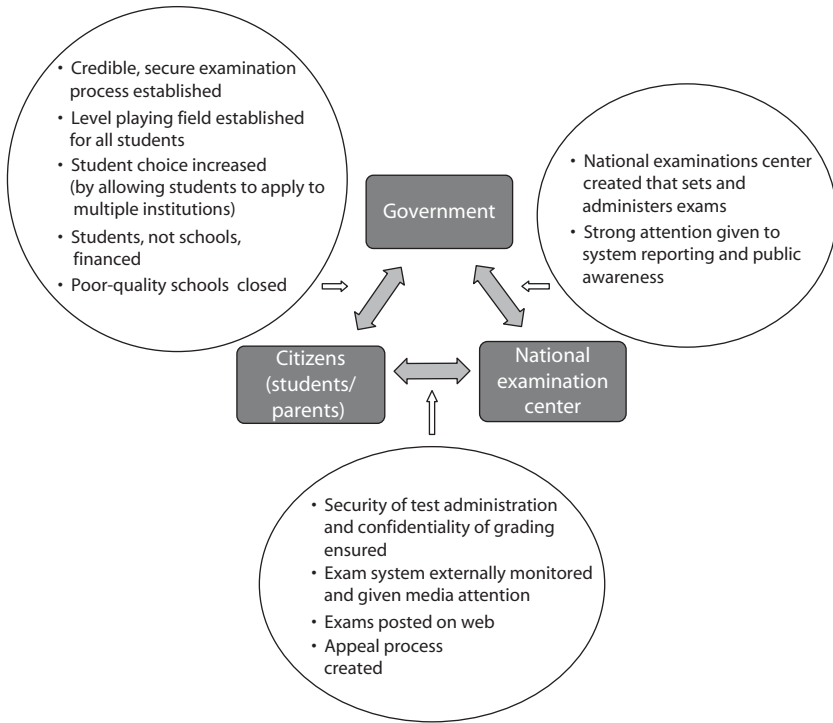 • Credible, secure examination
process established
• Level playing field established
for all students
• Student choice increased
(by allowing students to apply to
multiple institutions)
• Students, not schools,
financed
• Poor-quality schools closed
Government
• National examinations center
created that sets and
administers exams
• Strong attention given to
system reporting and public
awareness
Citizens
(students/
parents)
National
examination
center
• Security of test administration
and confidentiality of grading
ensured
• Exam system externally monitored
and given media attention
• Exams posted on web
• Appeal process
created